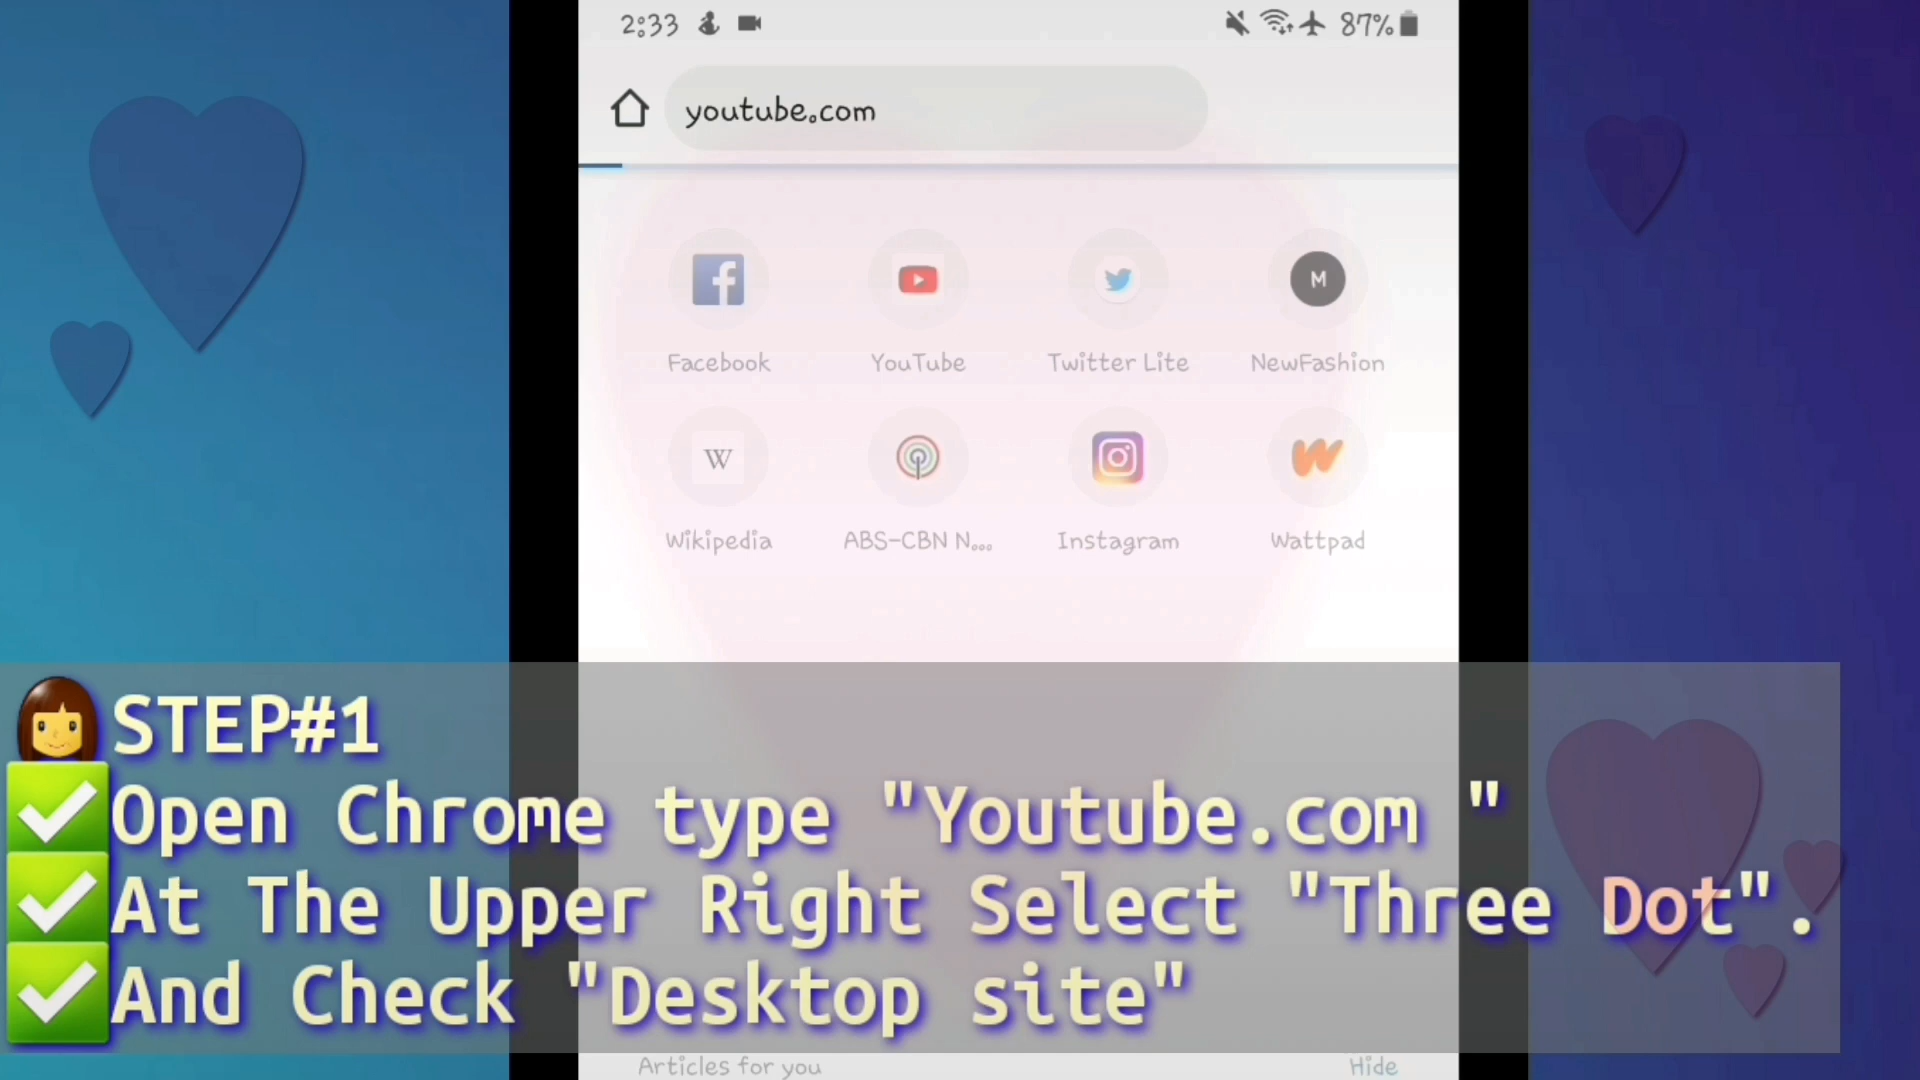 2:33 87%
youtube.com
Facebook YouTube Twitter Lite NewFashion
M
W
Wikipedia ABS-CBN N... Instagram Wattpad
STEP#1
Open Chrome type "Youtube.com "
At The Upper Right Select "Three Dot".
And Check "Desktop site"
Articles for you Hide